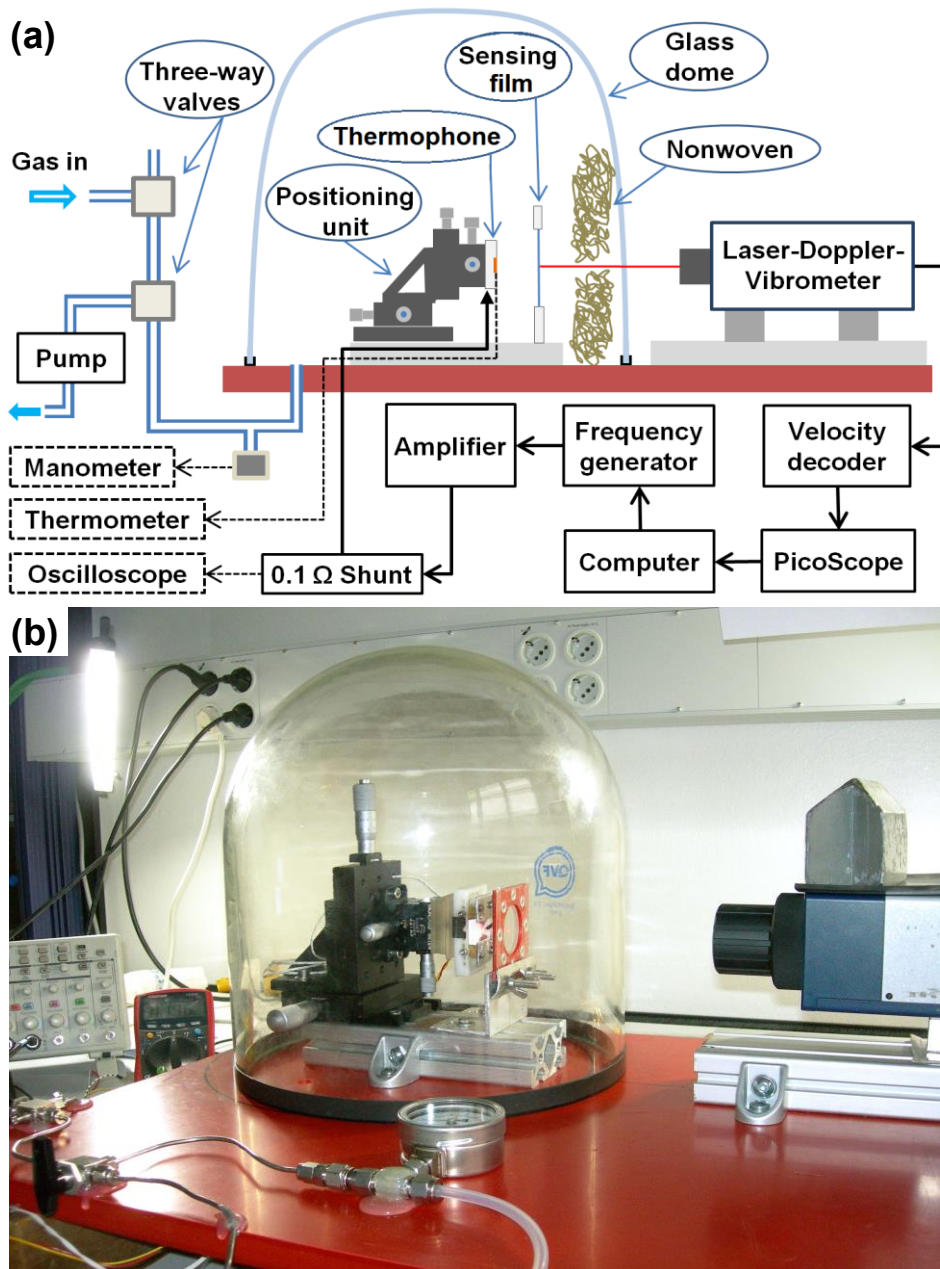 (a)
Three-way
valves
Sensing
film
Glass
dome
Thermophone
Nonwoven
Gas in
Positioning
unit
Laser-Doppler-
Vibrometer
Pump
Amplifier
Frequency
generator
Velocity
decoder
Manometer
Thermometer
Oscilloscope
0.1 Ω Shunt
Computer
PicoScope
(b)
QVF